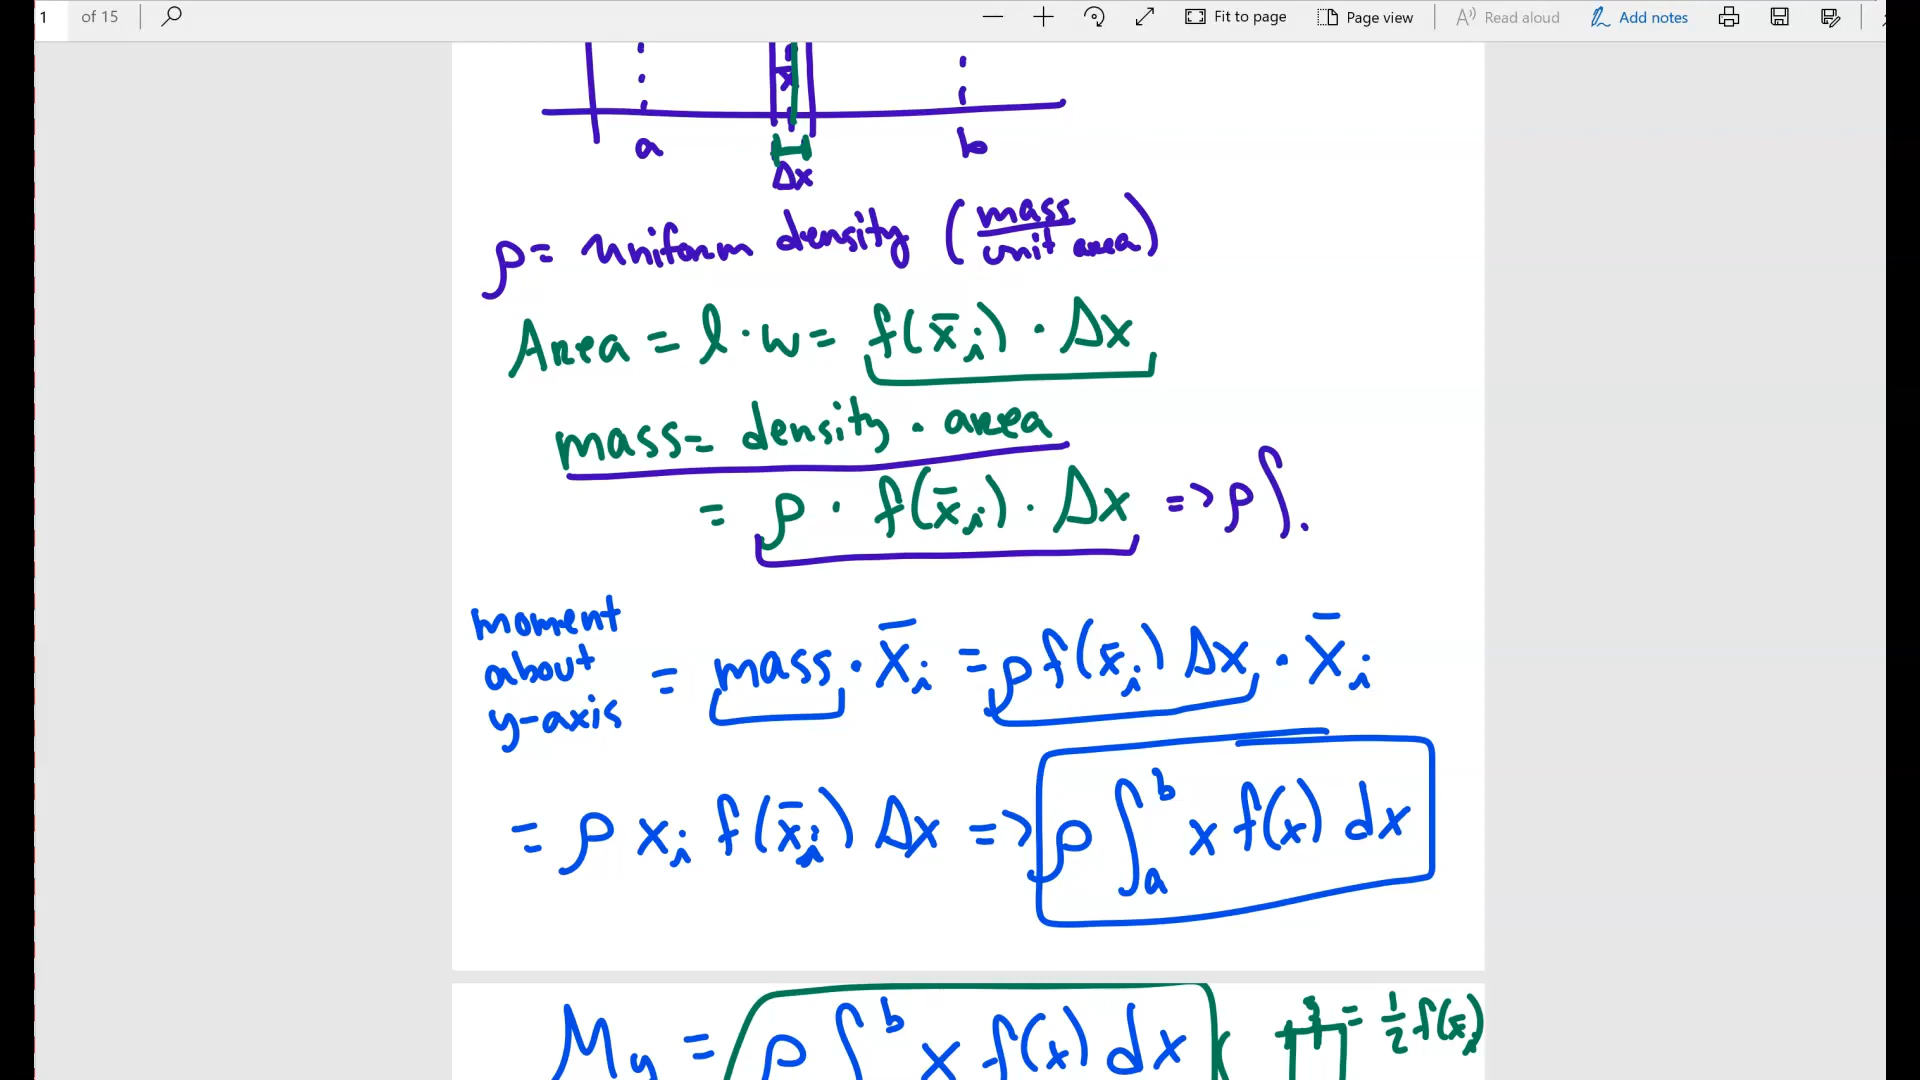 1 of 15 Fit to page Page view Read aloud Add notes
x
a b
Δx
ρ = uniform density (mass / unit area)
Area = l · w = f(x̄ᵢ) · Δx
mass = density · area
= ρ · f(x̄ᵢ) · Δx => ρ ∫
moment about y-axis = mass · x̄ᵢ = ρ f(x̄ᵢ) Δx · x̄ᵢ
= ρ xᵢ f(x̄ᵢ) Δx => ρ ∫ₐᵇ x f(x) dx
My = ρ ∫ᵇ x f(x) dx = ½ f(x̄ᵢ)